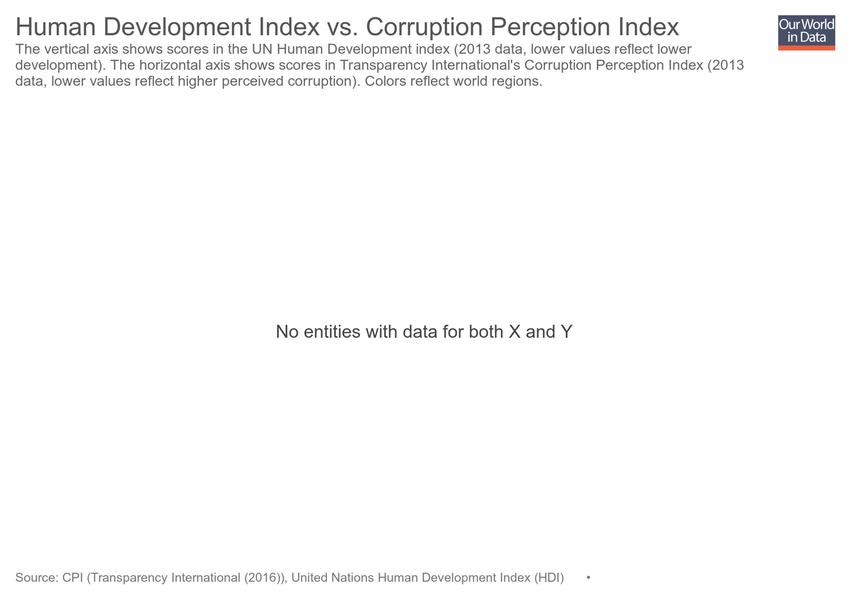 Human Development Index vs. Corruption Perception Index
Our World
in Data
The vertical axis shows scores in the UN Human Development index (2013 data, lower values reflect lower
development). The horizontal axis shows scores in Transparency International's Corruption Perception Index (2013
data, lower values reflect higher perceived corruption). Colors reflect world regions.
No entities with data for both X and Y
Source: CPI (Transparency International (2016)), United Nations Human Development Index (HDI) •